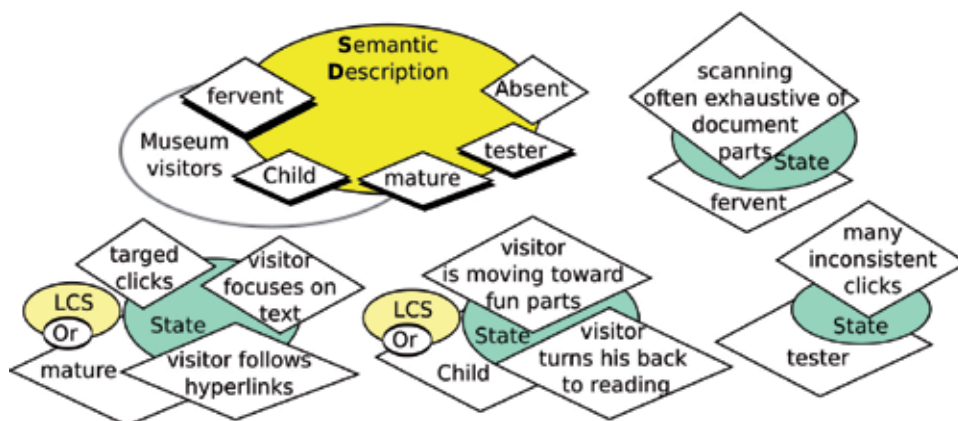 Semantic
Description
fervent
Absent
Museum
visitors
Child
mature
tester
scanning
often exhaustive of
document
parts
State
fervent
targed
clicks
visitor
focuses on
text
LCS
Or
State
mature
visitor follows
hyperlinks
visitor
is moving toward
fun parts
LCS
Or
State
Child
visitor
turns his back
to reading
many
inconsistent
clicks
State
tester